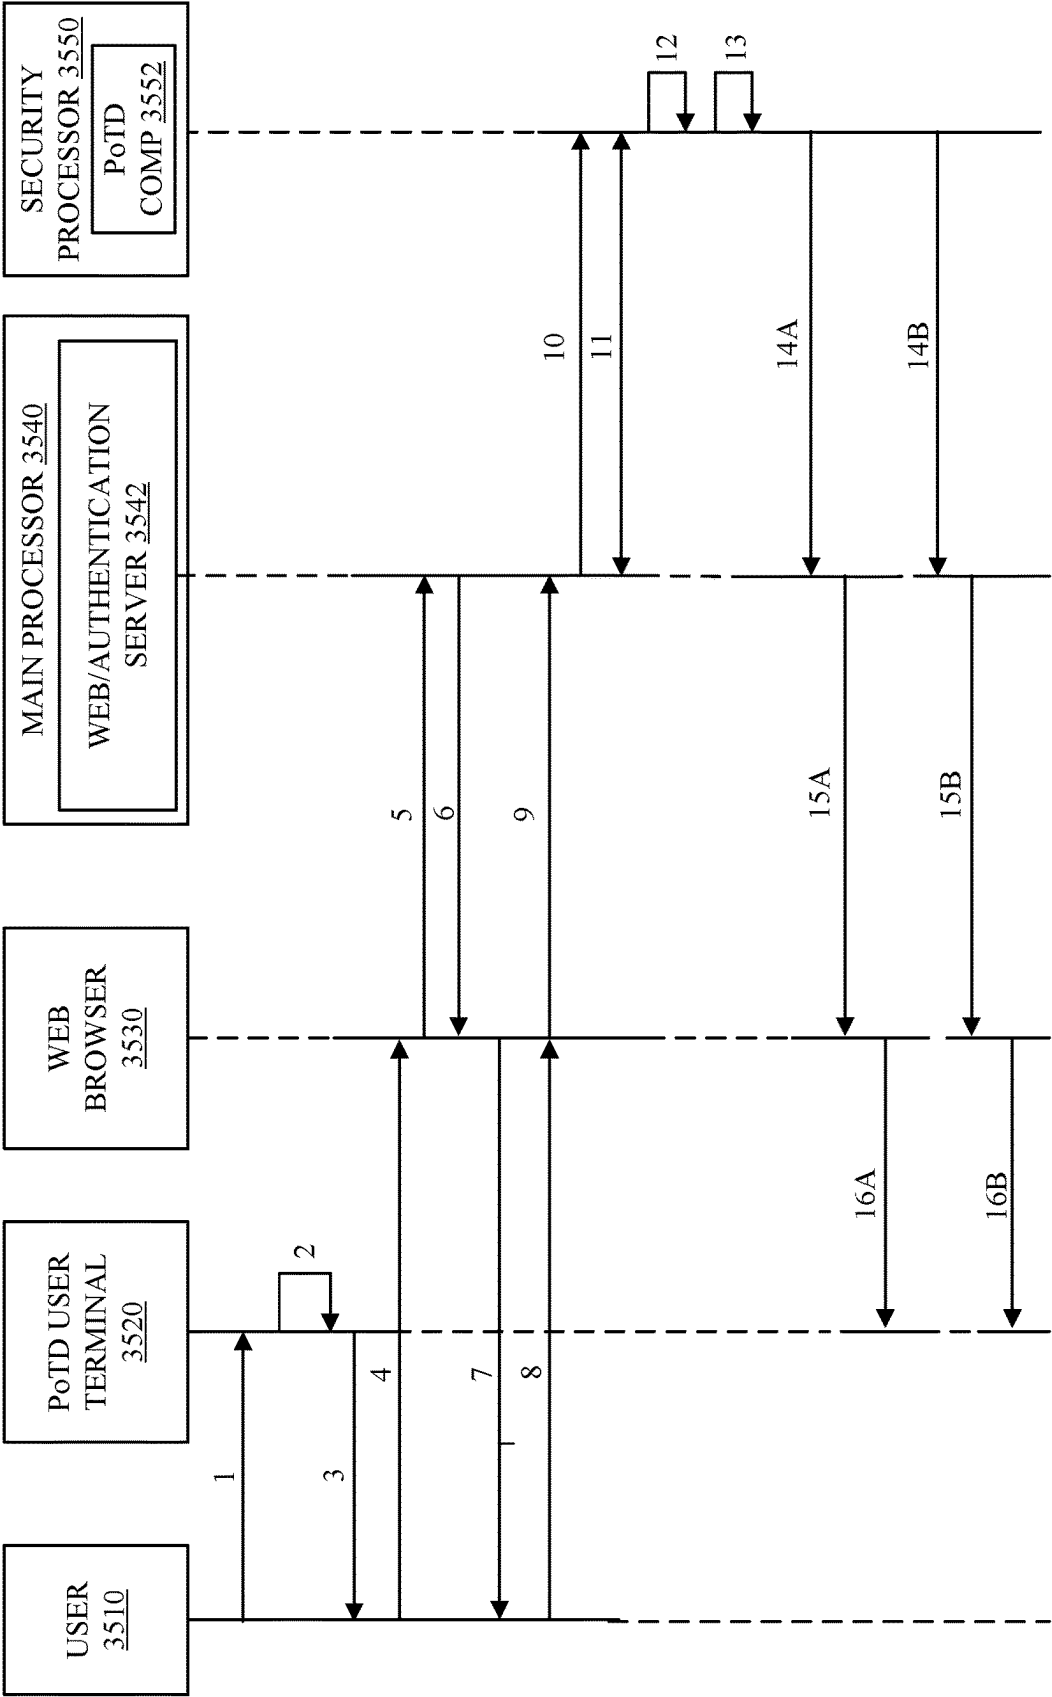 USER
3510
PoTD USER
TERMINAL
3520
WEB
BROWSER
3530
MAIN PROCESSOR 3540
WEB/AUTHENTICATION
SERVER 3542
SECURITY
PROCESSOR 3550
PoTD
COMP 3552
1
2
3
4
5
6
7
8
9
10
11
12
13
14A
15A
16A
14B
15B
16B